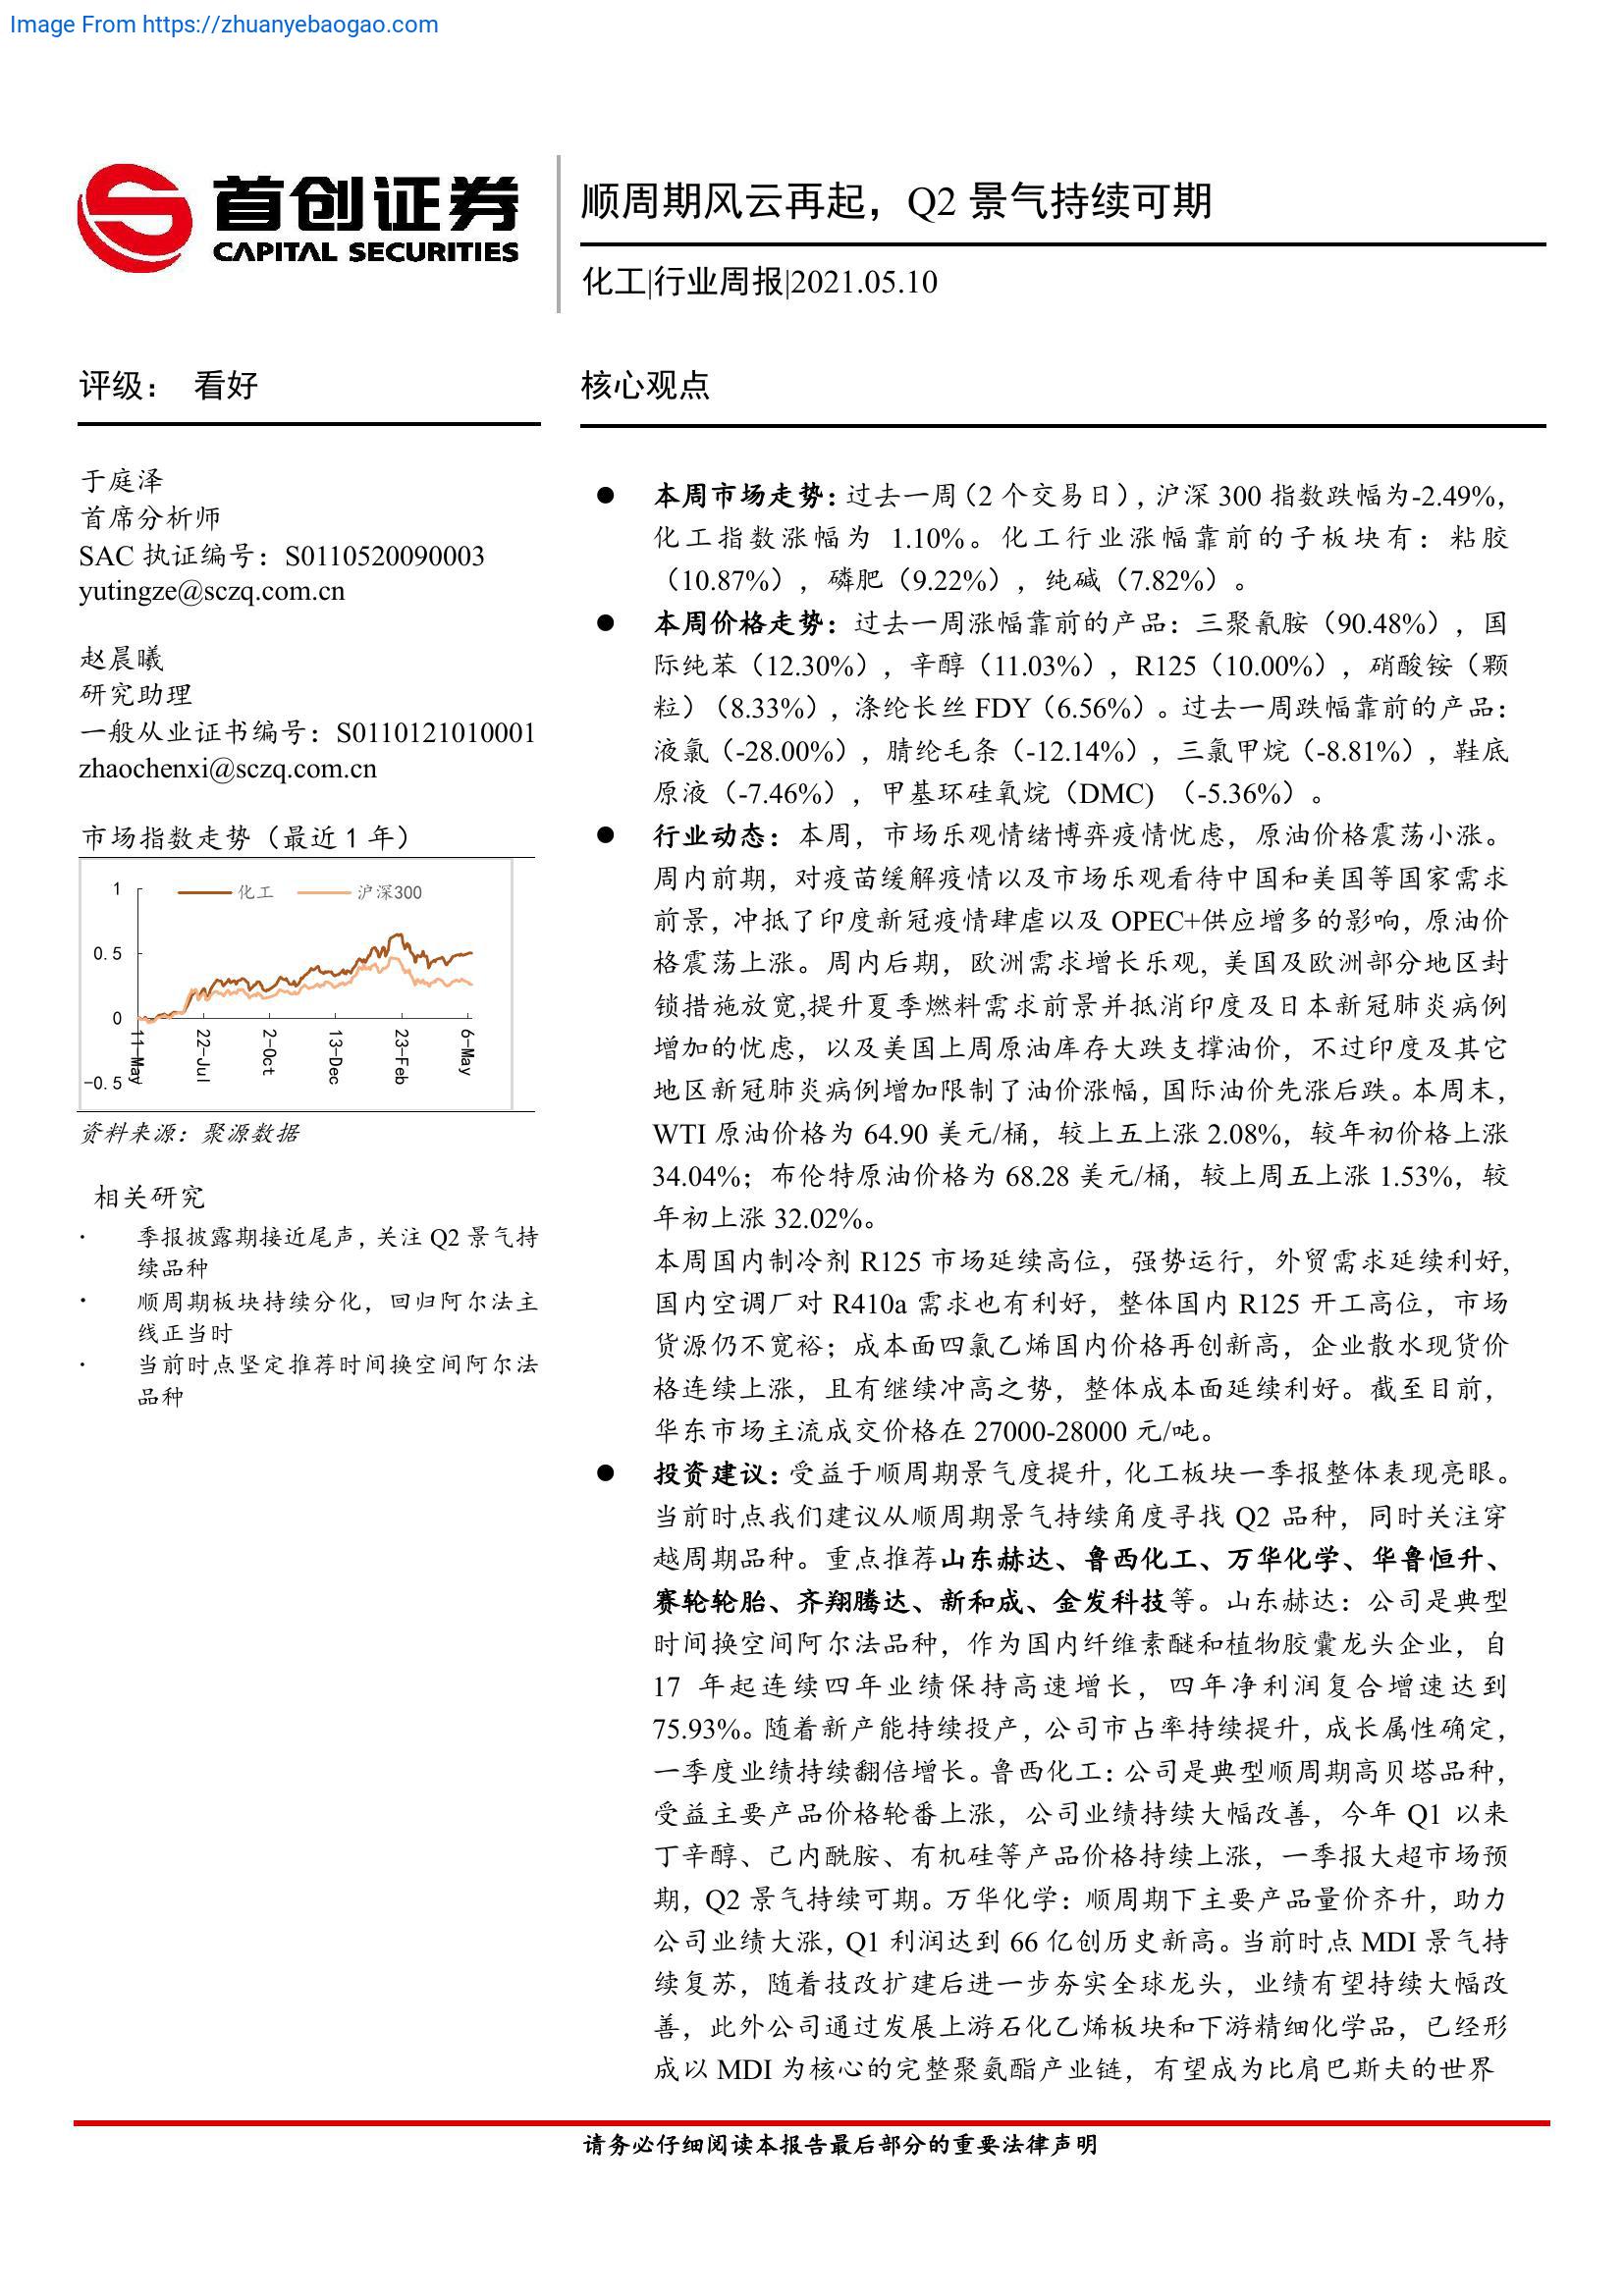 Image From https://zhuanyebaogao.com
首创证券
CAPITAL SECURITIES
顺周期风云再起，Q2 景气持续可期
化工|行业周报|2021.05.10
评级： 看好
于庭泽
首席分析师
SAC 执证编号：S0110520090003
yutingze@sczq.com.cn
赵晨曦
研究助理
一般从业证书编号：S0110121010001
zhaochenxi@sczq.com.cn
市场指数走势（最近 1 年）
化工 沪深300
1
0.5
0
-0.5
11-May 22-Jul 2-Oct 13-Dec 23-Feb 6-May
资料来源：聚源数据
相关研究
· 季报披露期接近尾声，关注 Q2 景气持
续品种
· 顺周期板块持续分化，回归阿尔法主
线正当时
· 当前时点坚定推荐时间换空间阿尔法
品种
核心观点
● 本周市场走势：过去一周（2 个交易日），沪深 300 指数跌幅为-2.49%，
化工指数涨幅为 1.10%。化工行业涨幅靠前的子板块有：粘胶
（10.87%），磷肥（9.22%），纯碱（7.82%）。
● 本周价格走势：过去一周涨幅靠前的产品：三聚氰胺（90.48%），国
际纯苯（12.30%），辛醇（11.03%），R125（10.00%），硝酸铵（颗
粒）（8.33%），涤纶长丝 FDY（6.56%）。过去一周跌幅靠前的产品：
液氯（-28.00%），腈纶毛条（-12.14%），三氯甲烷（-8.81%），鞋底
原液（-7.46%），甲基环硅氧烷（DMC) （-5.36%）。
● 行业动态：本周，市场乐观情绪博弈疫情忧虑，原油价格震荡小涨。
周内前期，对疫苗缓解疫情以及市场乐观看待中国和美国等国家需求
前景，冲抵了印度新冠疫情肆虐以及 OPEC+供应增多的影响，原油价
格震荡上涨。周内后期，欧洲需求增长乐观，美国及欧洲部分地区封
锁措施放宽,提升夏季燃料需求前景并抵消印度及日本新冠肺炎病例
增加的忧虑，以及美国上周原油库存大跌支撑油价，不过印度及其它
地区新冠肺炎病例增加限制了油价涨幅，国际油价先涨后跌。本周末，
WTI 原油价格为 64.90 美元/桶，较上五上涨 2.08%，较年初价格上涨
34.04%；布伦特原油价格为 68.28 美元/桶，较上周五上涨 1.53%，较
年初上涨 32.02%。
本周国内制冷剂 R125 市场延续高位，强势运行，外贸需求延续利好，
国内空调厂对 R410a 需求也有利好，整体国内 R125 开工高位，市场
货源仍不宽裕；成本面四氯乙烯国内价格再创新高，企业散水现货价
格连续上涨，且有继续冲高之势，整体成本面延续利好。截至目前，
华东市场主流成交价格在 27000-28000 元/吨。
● 投资建议：受益于顺周期景气度提升，化工板块一季报整体表现亮眼。
当前时点我们建议从顺周期景气持续角度寻找 Q2 品种，同时关注穿
越周期品种。重点推荐山东赫达、鲁西化工、万华化学、华鲁恒升、
赛轮轮胎、齐翔腾达、新和成、金发科技等。山东赫达：公司是典型
时间换空间阿尔法品种，作为国内纤维素醚和植物胶囊龙头企业，自
17 年起连续四年业绩保持高速增长，四年净利润复合增速达到
75.93%。随着新产能持续投产，公司市占率持续提升，成长属性确定，
一季度业绩持续翻倍增长。鲁西化工：公司是典型顺周期高贝塔品种，
受益主要产品价格轮番上涨，公司业绩持续大幅改善，今年 Q1 以来
丁辛醇、己内酰胺、有机硅等产品价格持续上涨，一季报大超市场预
期，Q2 景气持续可期。万华化学：顺周期下主要产品量价齐升，助力
公司业绩大涨，Q1 利润达到 66 亿创历史新高。当前时点 MDI 景气持
续复苏，随着技改扩建后进一步夯实全球龙头，业绩有望持续大幅改
善，此外公司通过发展上游石化乙烯板块和下游精细化学品，已经形
成以 MDI 为核心的完整聚氨酯产业链，有望成为比肩巴斯夫的世界
请务必仔细阅读本报告最后部分的重要法律声明